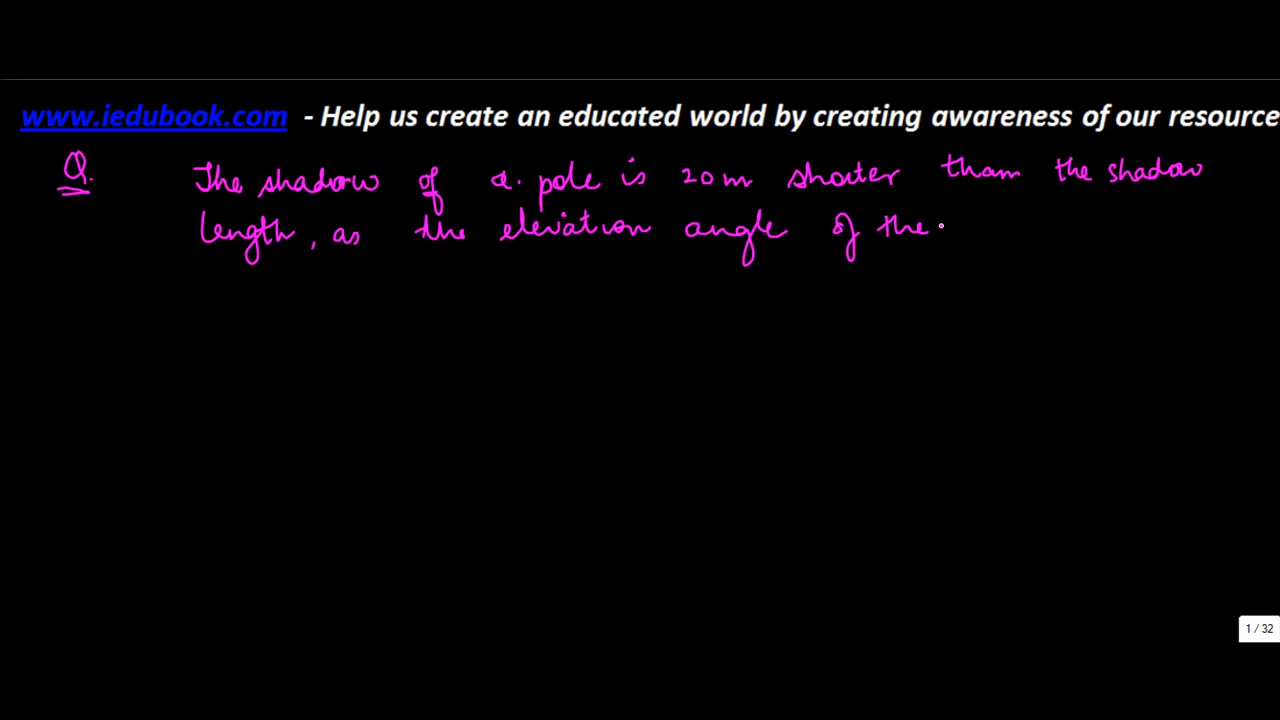 www.iedubook.com - Help us create an educated world by creating awareness of our resource
Q. The shadow of a pole is 20m shorter than the shadow
length, as the elevation angle of the
1 / 32